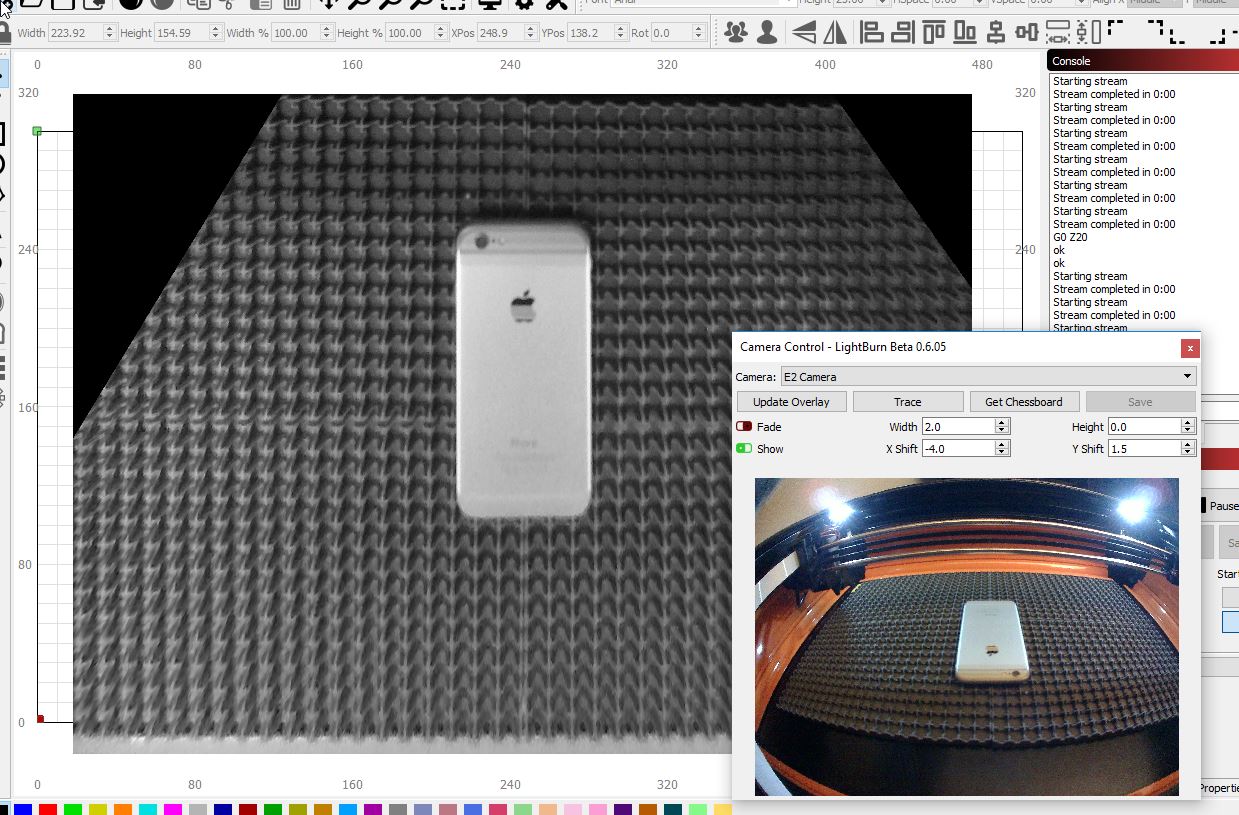 Font
Height 25.00 HSpace 0.00 VSpace 0.00 Align X Middle
Width 223.92 Height 154.59 Width % 100.00 Height % 100.00 XPos 248.9 YPos 138.2 Rot 0.0
0 80 160 240 320 400 480
320 320
240 240
160
80
0
0 80 160 240 320
Console
Starting stream
Stream completed in 0:00
Starting stream
Stream completed in 0:00
Starting stream
Stream completed in 0:00
Starting stream
Stream completed in 0:00
Starting stream
Stream completed in 0:00
Starting stream
Stream completed in 0:00
G0 Z20
ok
ok
Starting stream
Stream completed in 0:00
Starting stream
Stream completed in 0:00
Starting stream
Camera Control - LightBurn Beta 0.6.05
x
Camera: E2 Camera
Update Overlay Trace Get Chessboard Save
Fade Width 2.0 Height 0.0
Show X Shift -4.0 Y Shift 1.5
Pause
Sa
Start
Propertie